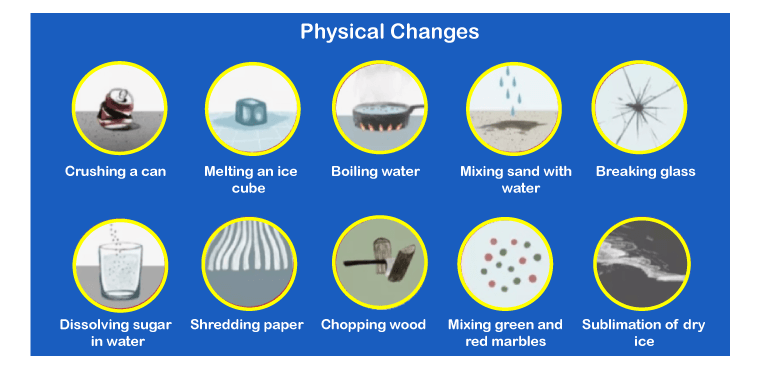 Physical Changes
Crushing a can
Melting an ice
cube
Boiling water
Mixing sand with
water
Breaking glass
Dissolving sugar
in water
Shredding paper
Chopping wood
Mixing green and
red marbles
Sublimation of dry
ice